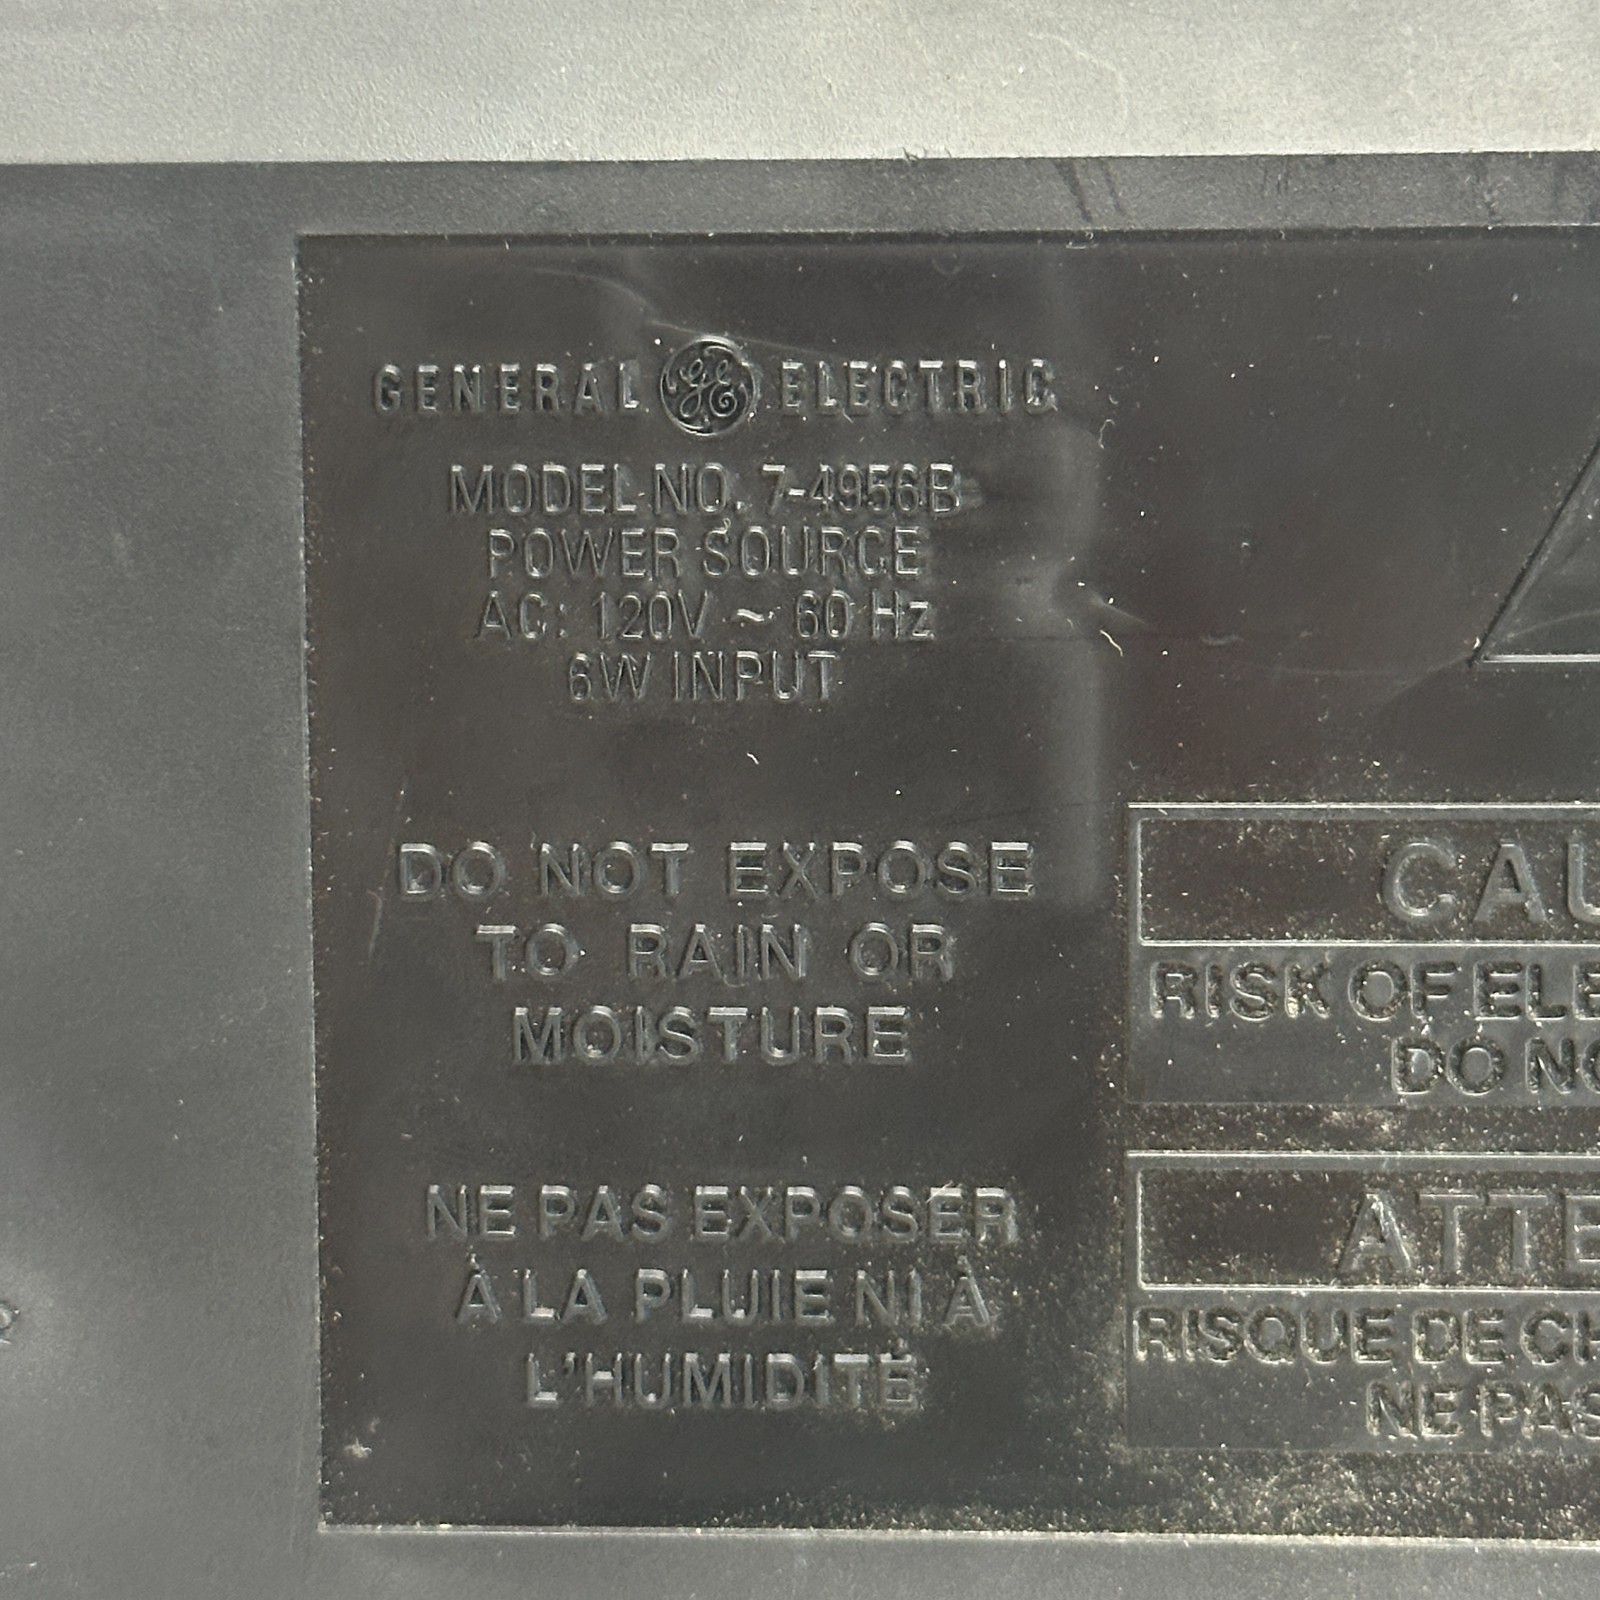 GENERAL GE ELECTRIC
MODEL NO. 7-4956B
POWER SOURCE
AC: 120V ~ 60 Hz
6W INPUT
DO NOT EXPOSE
TO RAIN OR
MOISTURE
NE PAS EXPOSER
À LA PLUIE NI À
L'HUMIDITÉ
CAU
RISK OF ELE
DO NO
ATTE
RISQUE DE CH
NE PAS